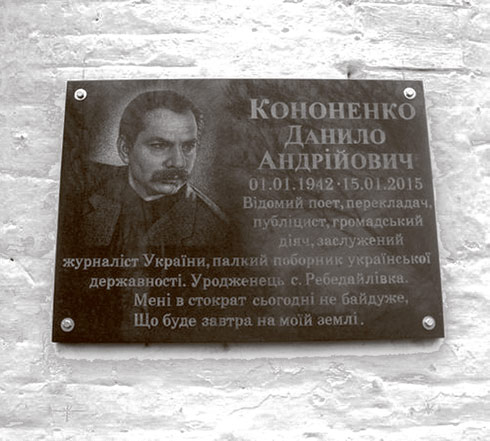 Кононенко
Данило
Андрійович
01.01.1942 · 15.01.2015
Відомий поет, перекладач,
публіцист, громадський
діяч, заслужений
журналіст України, палкий поборник української
державності. Уродженець с. Ребедайлівка.
Мені в стократ сьогодні не байдуже,
Що буде завтра на моїй землі.